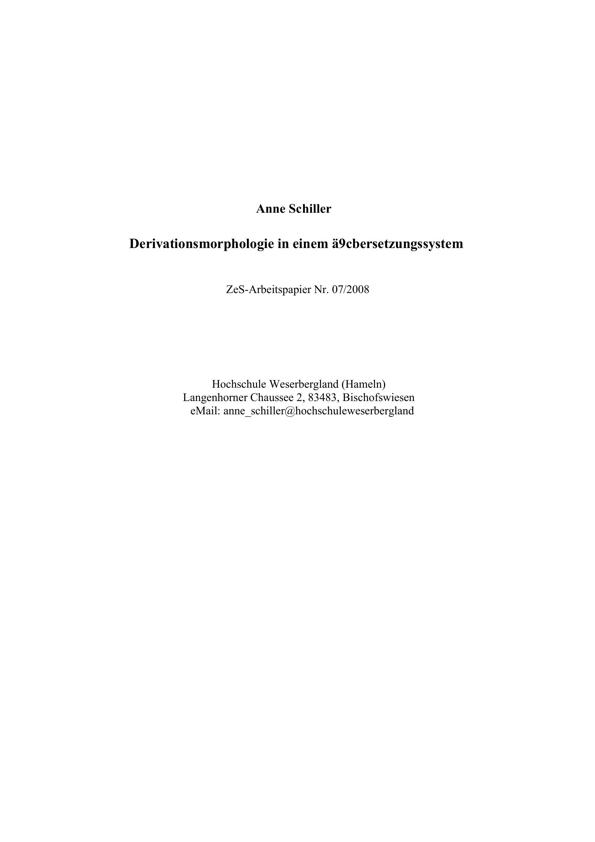 Anne Schiller
Derivationsmorphologie in einem ä9cbersetzungssystem
ZeS-Arbeitspapier Nr. 07/2008
Hochschule Weserbergland (Hameln)
Langenhorner Chaussee 2, 83483, Bischofswiesen
eMail: anne_schiller@hochschuleweserbergland